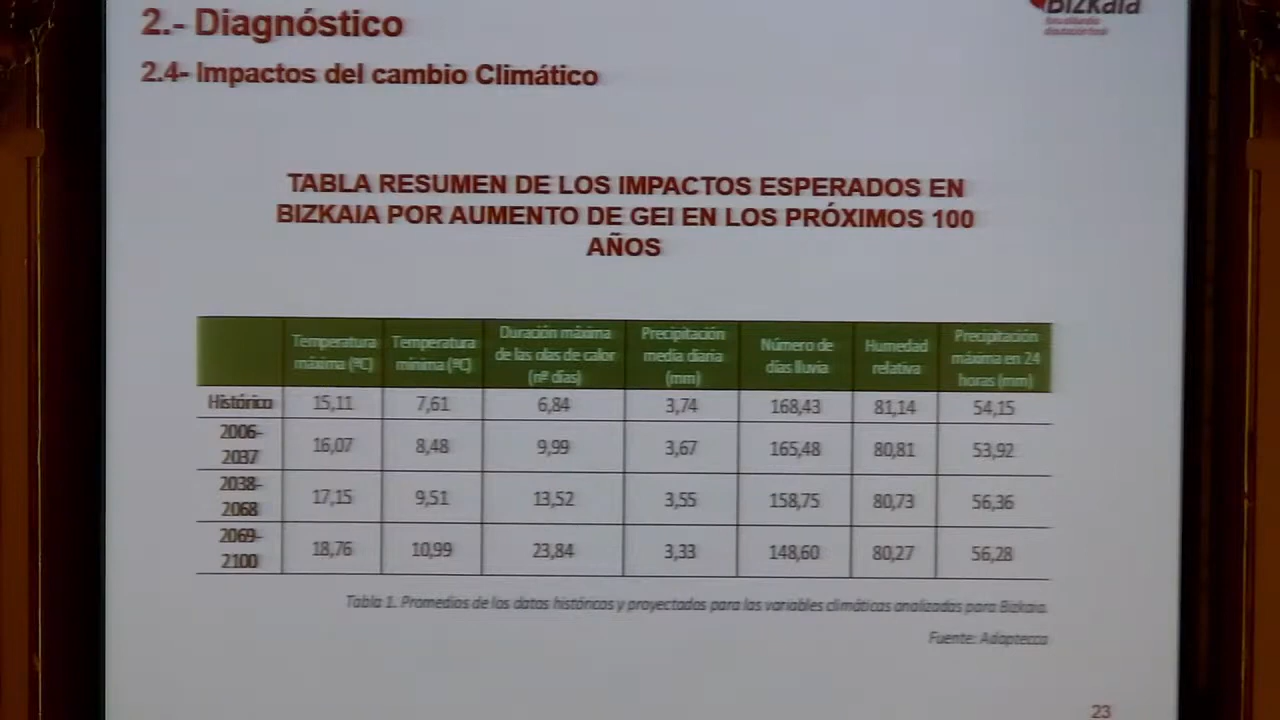 Bizkaia
2.- Diagnóstico
2.4- Impactos del cambio Climático
TABLA RESUMEN DE LOS IMPACTOS ESPERADOS EN
BIZKAIA POR AUMENTO DE GEI EN LOS PRÓXIMOS 100
AÑOS
Temperatura máxima (ºC)
Temperatura mínima (ºC)
Duración máxima de las olas de calor (nº días)
Precipitación media diaria (mm)
Número de días lluvia
Humedad relativa
Precipitación máxima en 24 horas (mm)
Histórico 15,11 7,61 6,84 3,74 168,43 81,14 54,15
2006-2037 16,07 8,48 9,99 3,67 165,48 80,81 53,92
2038-2068 17,15 9,51 13,52 3,55 158,75 80,73 56,36
2069-2100 18,76 10,99 23,84 3,33 148,60 80,27 56,28
Tabla 1. Promedios de los datos históricos y proyectados para las variables climáticas analizadas para Bizkaia.
Fuente: Adaptecca
23